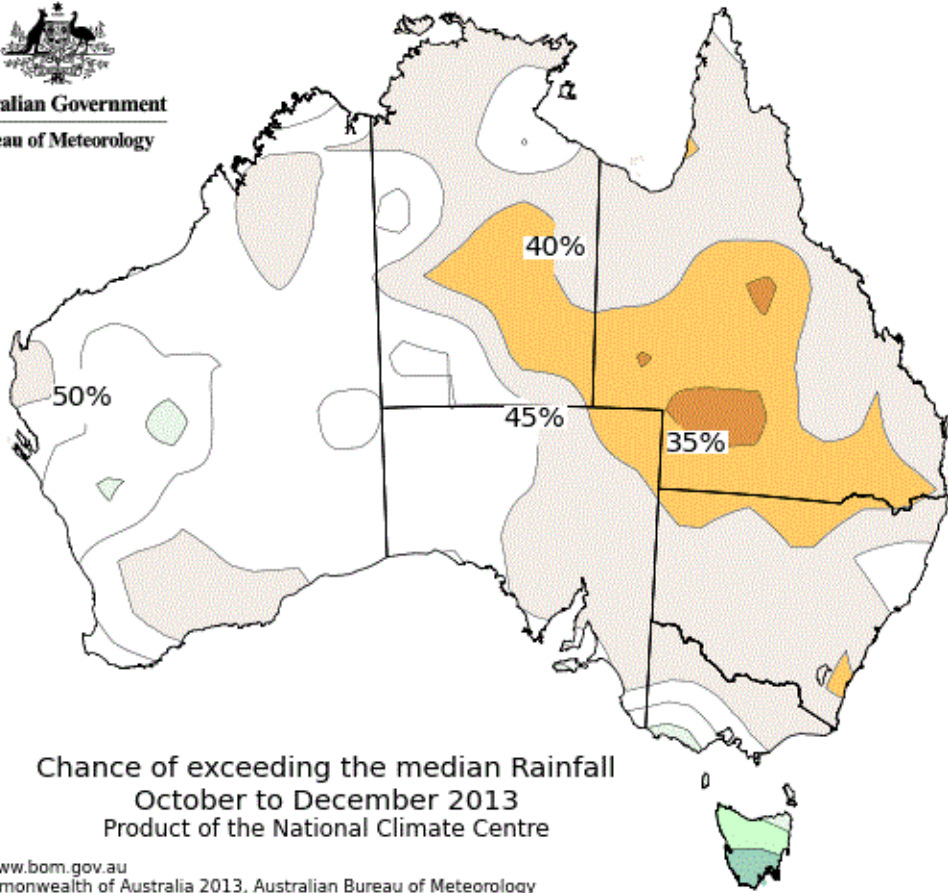 alian Government
eau of Meteorology
40%
50%
45%
35%
Chance of exceeding the median Rainfall
October to December 2013
Product of the National Climate Centre
ww.bom.gov.au
monwealth of Australia 2013, Australian Bureau of Meteorology